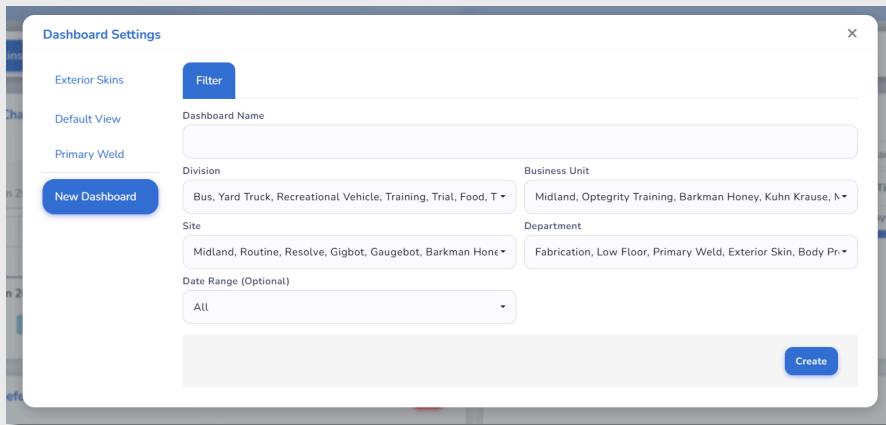 Dashboard Settings
×
Exterior Skins
Default View
Primary Weld
New Dashboard
Filter
Dashboard Name
Division
Business Unit
Bus, Yard Truck, Recreational Vehicle, Training, Trial, Food, T
Midland, Optegrity Training, Barkman Honey, Kuhn Krause, M
Site
Department
Midland, Routine, Resolve, Gigbot, Gaugebot, Barkman Hone
Fabrication, Low Floor, Primary Weld, Exterior Skin, Body Pr
Date Range (Optional)
All
Create